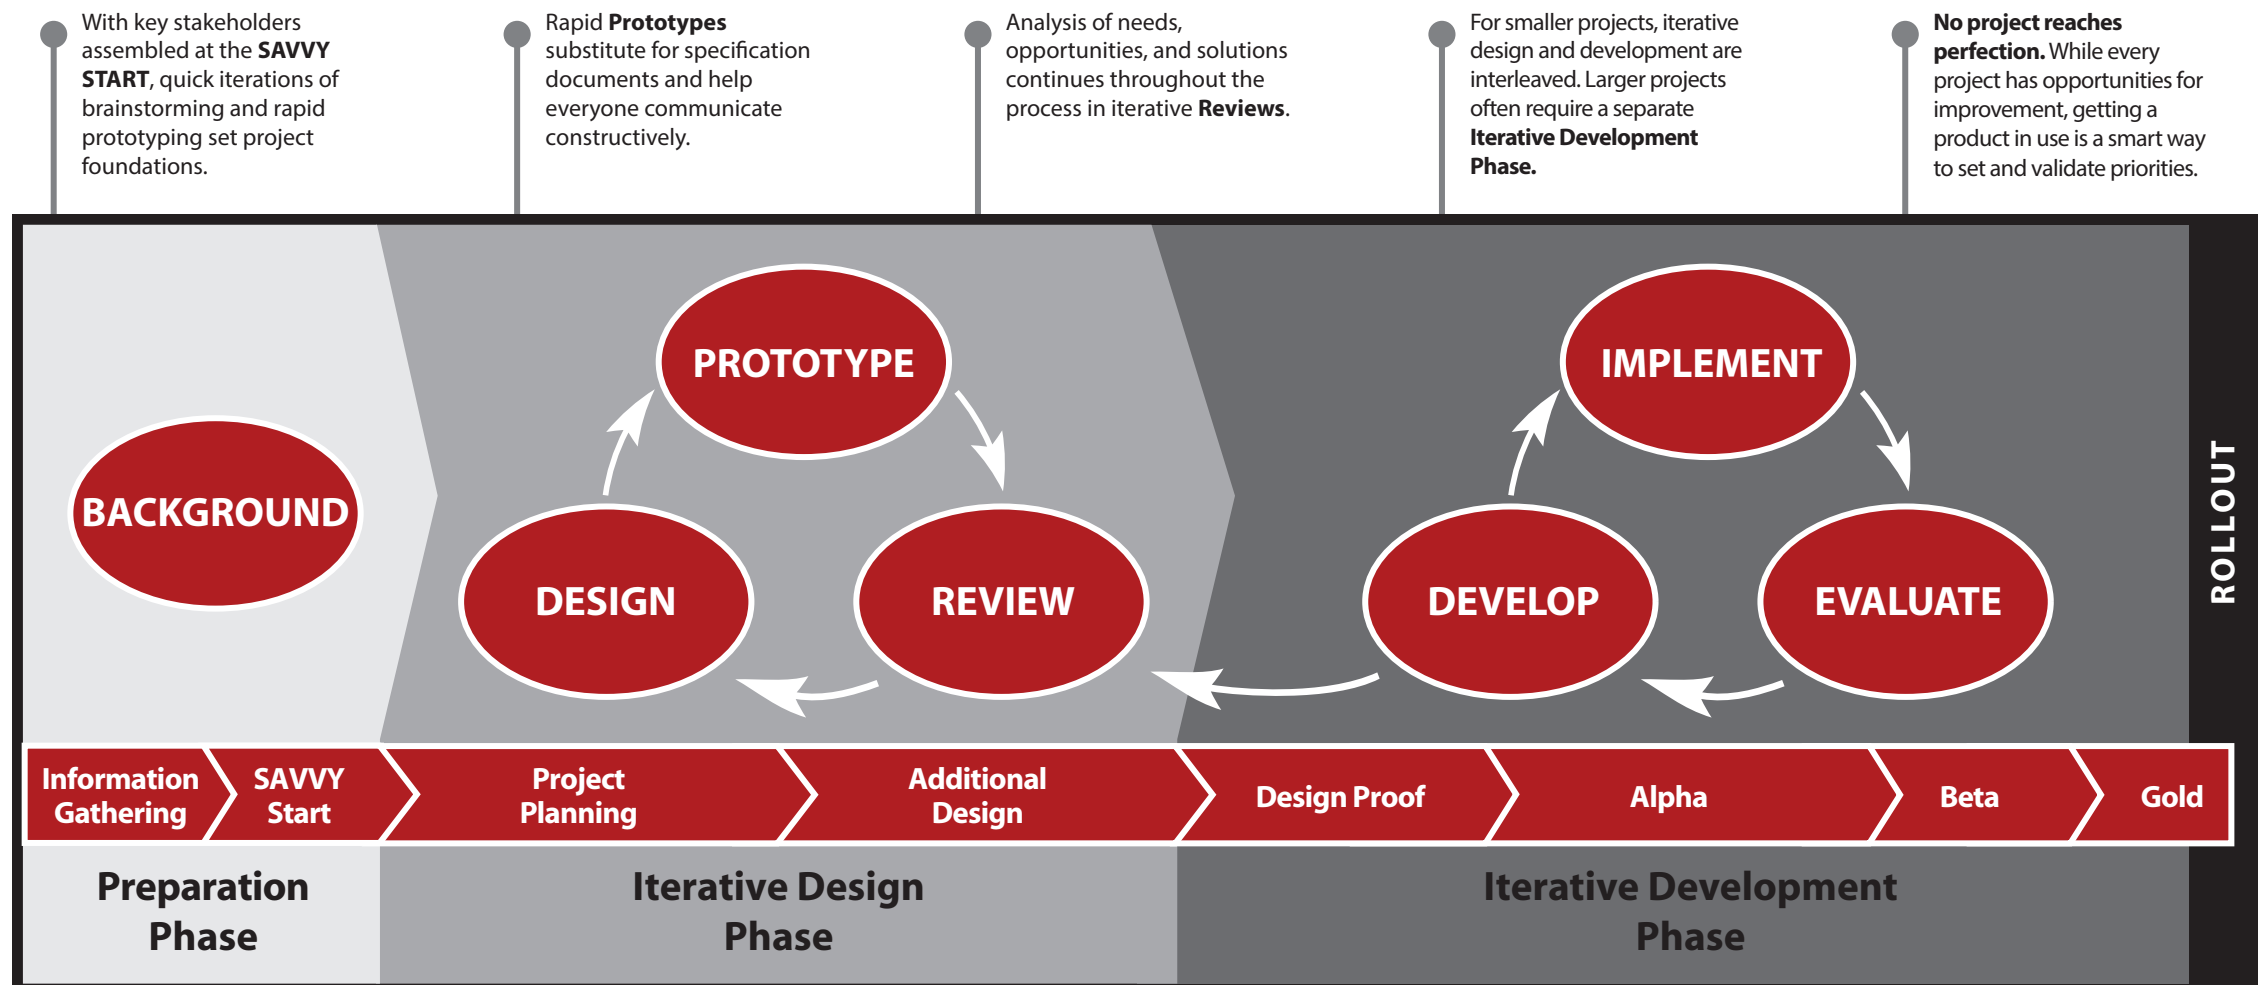 With key stakeholders
assembled at the SAVVY
START, quick iterations of
brainstorming and rapid
prototyping set project
foundations.
Rapid Prototypes
substitute for specification
documents and help
everyone communicate
constructively.
Analysis of needs,
opportunities, and solutions
continues throughout the
process in iterative Reviews.
For smaller projects, iterative
design and development are
interleaved. Larger projects
often require a separate
Iterative Development
Phase.
No project reaches
perfection. While every
project has opportunities for
improvement, getting a
product in use is a smart way
to set and validate priorities.
BACKGROUND
PROTOTYPE
DESIGN
REVIEW
IMPLEMENT
DEVELOP
EVALUATE
ROLLOUT
Information
Gathering
SAVVY
Start
Project
Planning
Additional
Design
Design Proof
Alpha
Beta
Gold
Preparation
Phase
Iterative Design
Phase
Iterative Development
Phase